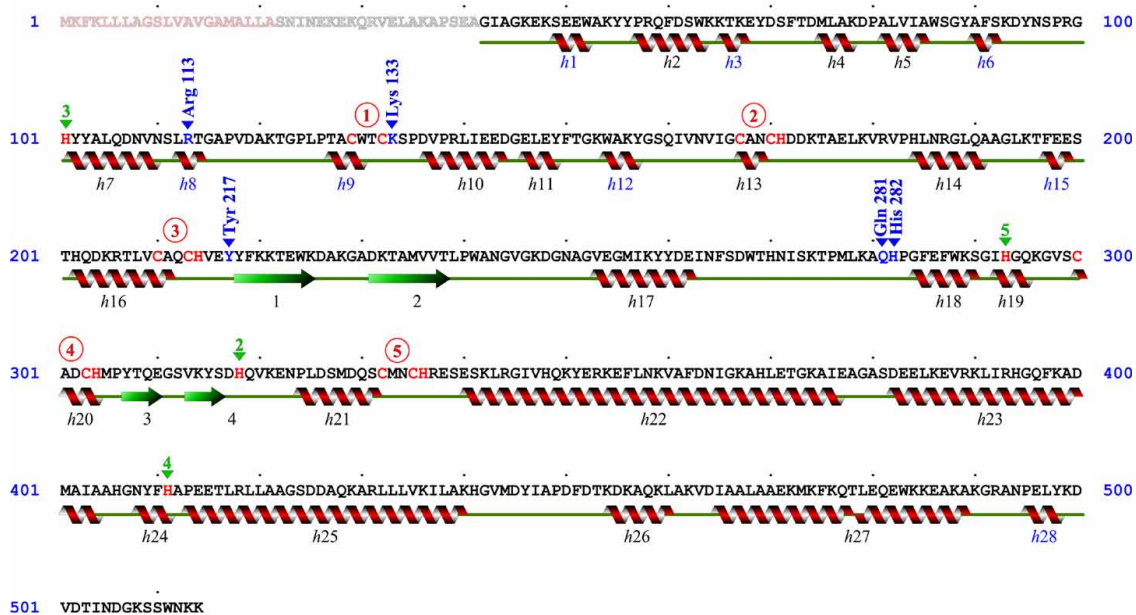 1 MKFKLLLAGSLVAVGAMALLASNINEKEKQRVELAKAPSEAGIAGKEKSEEWAKYYPRQFDSWKKTKEYDSFTDMLAKDPALVIAWSGYAFSKDYNSPRG 100
h1 h2 h3 h4 h5 h6
3 Arg 113 1 Lys 133 2
101 HYYALQDNVNSLRTGAPVDAKTGPLPTACWTCKSPDVPRLIEEDGELEYFTGKWAKYGSQIVNVIGCANCHDDKTAELKVRVPHLNRGLQAAGLKTFEES 200
h7 h8 h9 h10 h11 h12 h13 h14 h15
3 Tyr 217 Gln 281 His 282 5
201 THQDKRTLVCAQCHVEYYFKKTEWKDAKGADKTAMVVTLPWANGVGKDGNAGVEGMIKYYDEINFSDWTHNISKTPMLKAQHPGFEFWKSGIHGQKGVSC 300
h16 1 2 h17 h18 h19
4 2 5
301 ADCHMPYTQEGSVKYSDHQVKENPLDSMDQSCMNCHRESESKLRGIVHQKYERKEFLNKVAFDNIGKAHLETGKAIEAGASDEELKEVRKLIRHGQFKAD 400
h20 3 4 h21 h22 h23
4
401 MAIAAHGNYFHAPEETLRLLAAGSDDAQKARLLLVKILAKHGVMDYIAPDFDTKDKAQKLAKVDIAALAAEKMKFKQTLEQEWKKEAKAKGRANPELYKD 500
h24 h25 h26 h27 h28
501 VDTINDGKSSWNKK